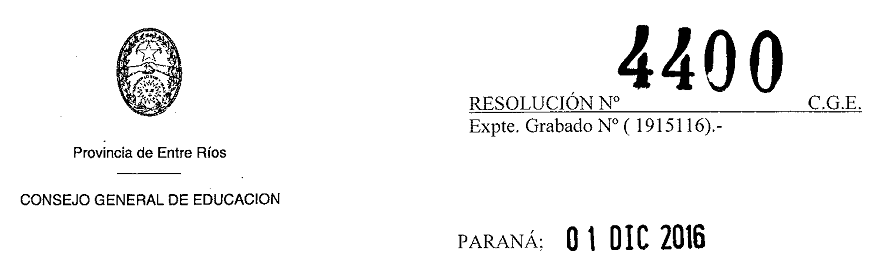 4400
RESOLUCIÓN Nº C.G.E.
Expte. Grabado Nº ( 1915116).-
Provincia de Entre Ríos
CONSEJO GENERAL DE EDUCACION
PARANÁ; 01 DIC 2016